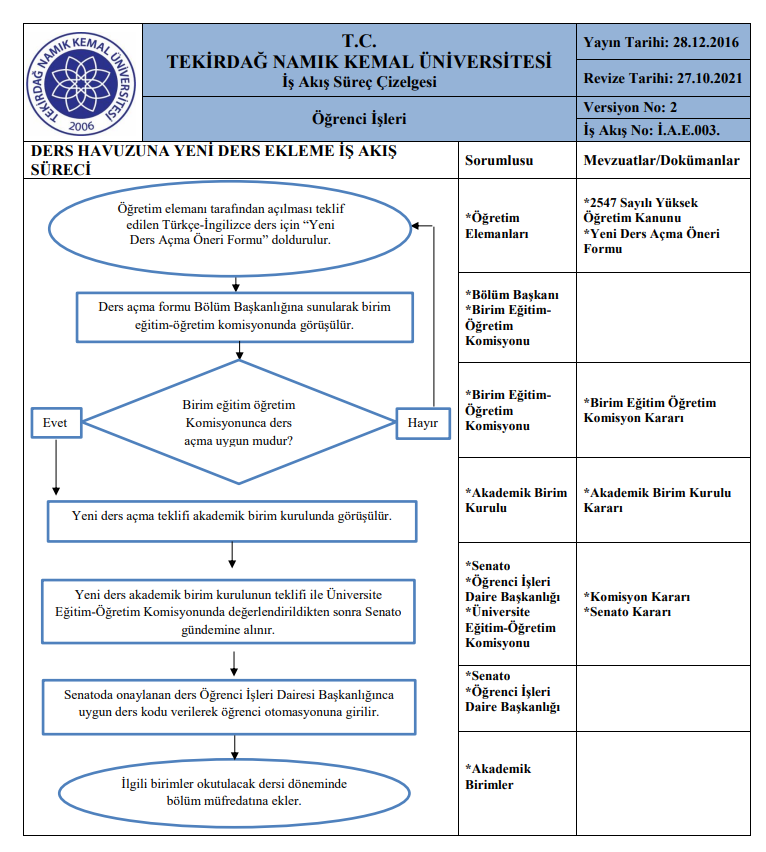 TEKİRDAĞ NAMIK KEMAL ÜNİVERSİTESİ
2006
T.C.
TEKİRDAĞ NAMIK KEMAL ÜNİVERSİTESİ
İş Akış Süreç Çizelgesi
Öğrenci İşleri
Yayın Tarihi: 28.12.2016
Revize Tarihi: 27.10.2021
Versiyon No: 2
İş Akış No: İ.A.E.003.
DERS HAVUZUNA YENİ DERS EKLEME İŞ AKIŞ
SÜRECİ
Sorumlusu
Mevzuatlar/Dokümanlar
Öğretim elemanı tarafından açılması teklif
edilen Türkçe-İngilizce ders için “Yeni
Ders Açma Öneri Formu” doldurulur.
*Öğretim
Elemanları
*2547 Sayılı Yüksek
Öğretim Kanunu
*Yeni Ders Açma Öneri
Formu
Ders açma formu Bölüm Başkanlığına sunularak birim
eğitim-öğretim komisyonunda görüşülür.
*Bölüm Başkanı
*Birim Eğitim-
Öğretim
Komisyonu
Birim eğitim öğretim
Komisyonunca ders
açma uygun mudur?
Evet
Hayır
*Birim Eğitim-
Öğretim
Komisyonu
*Birim Eğitim Öğretim
Komisyon Kararı
Yeni ders açma teklifi akademik birim kurulunda görüşülür.
*Akademik Birim
Kurulu
*Akademik Birim Kurulu
Kararı
Yeni ders akademik birim kurulunun teklifi ile Üniversite
Eğitim-Öğretim Komisyonunda değerlendirildikten sonra Senato
gündemine alınır.
*Senato
*Öğrenci İşleri
Daire Başkanlığı
*Üniversite
Eğitim-Öğretim
Komisyonu
*Komisyon Kararı
*Senato Kararı
Senatoda onaylanan ders Öğrenci İşleri Dairesi Başkanlığınca
uygun ders kodu verilerek öğrenci otomasyonuna girilir.
*Senato
*Öğrenci İşleri
Daire Başkanlığı
İlgili birimler okutulacak dersi döneminde
bölüm müfredatına ekler.
*Akademik
Birimler